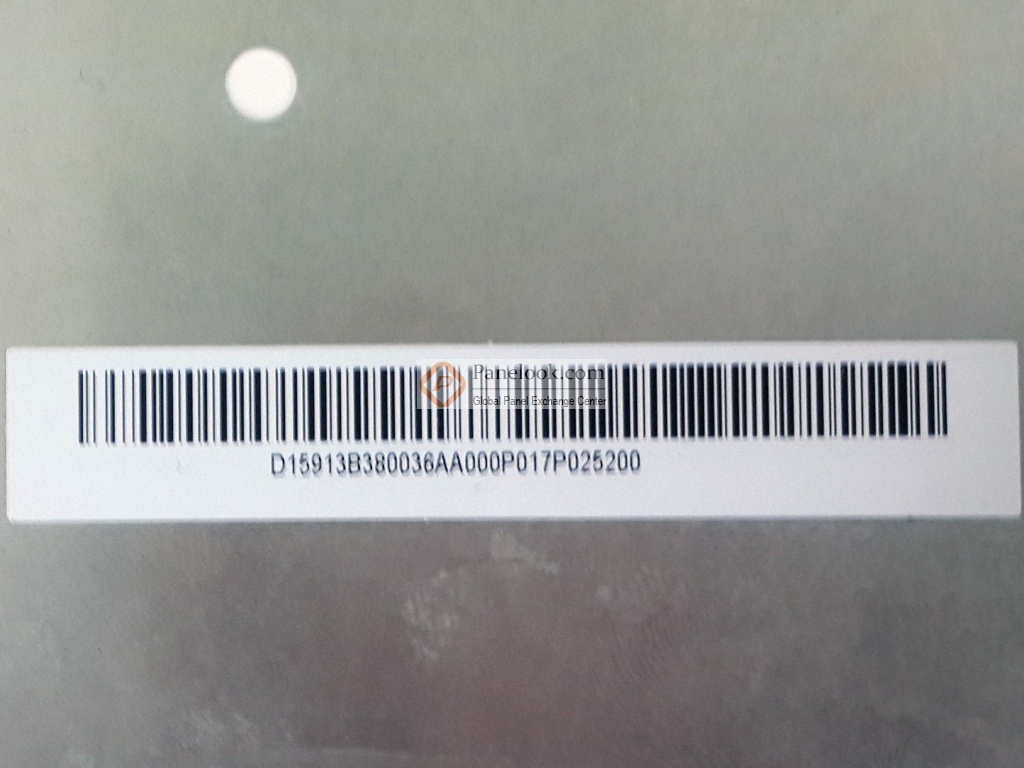 Panelook.com
Global Panel Exchange Center
D15913B380036AA000P017P025200